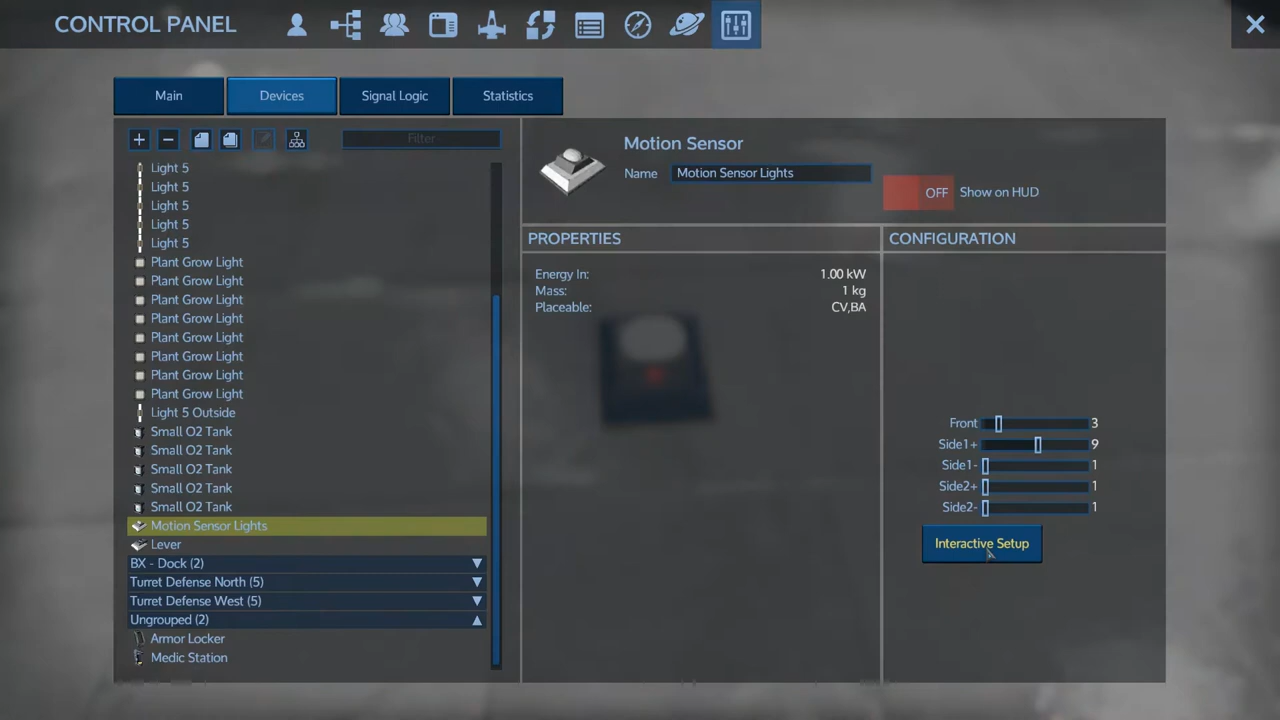 CONTROL PANEL
Main
Devices
Signal Logic
Statistics
Filter
Light 5
Light 5
Light 5
Light 5
Light 5
Plant Grow Light
Plant Grow Light
Plant Grow Light
Plant Grow Light
Plant Grow Light
Plant Grow Light
Plant Grow Light
Plant Grow Light
Light 5 Outside
Small O2 Tank
Small O2 Tank
Small O2 Tank
Small O2 Tank
Small O2 Tank
Motion Sensor Lights
Lever
BX - Dock (2)
Turret Defense North (5)
Turret Defense West (5)
Ungrouped (2)
Armor Locker
Medic Station
Motion Sensor
Name Motion Sensor Lights
OFF Show on HUD
PROPERTIES
Energy In: 1.00 kW
Mass: 1 kg
Placeable: CV,BA
CONFIGURATION
Front 3
Side1+ 9
Side1- 1
Side2+ 1
Side2- 1
Interactive Setup